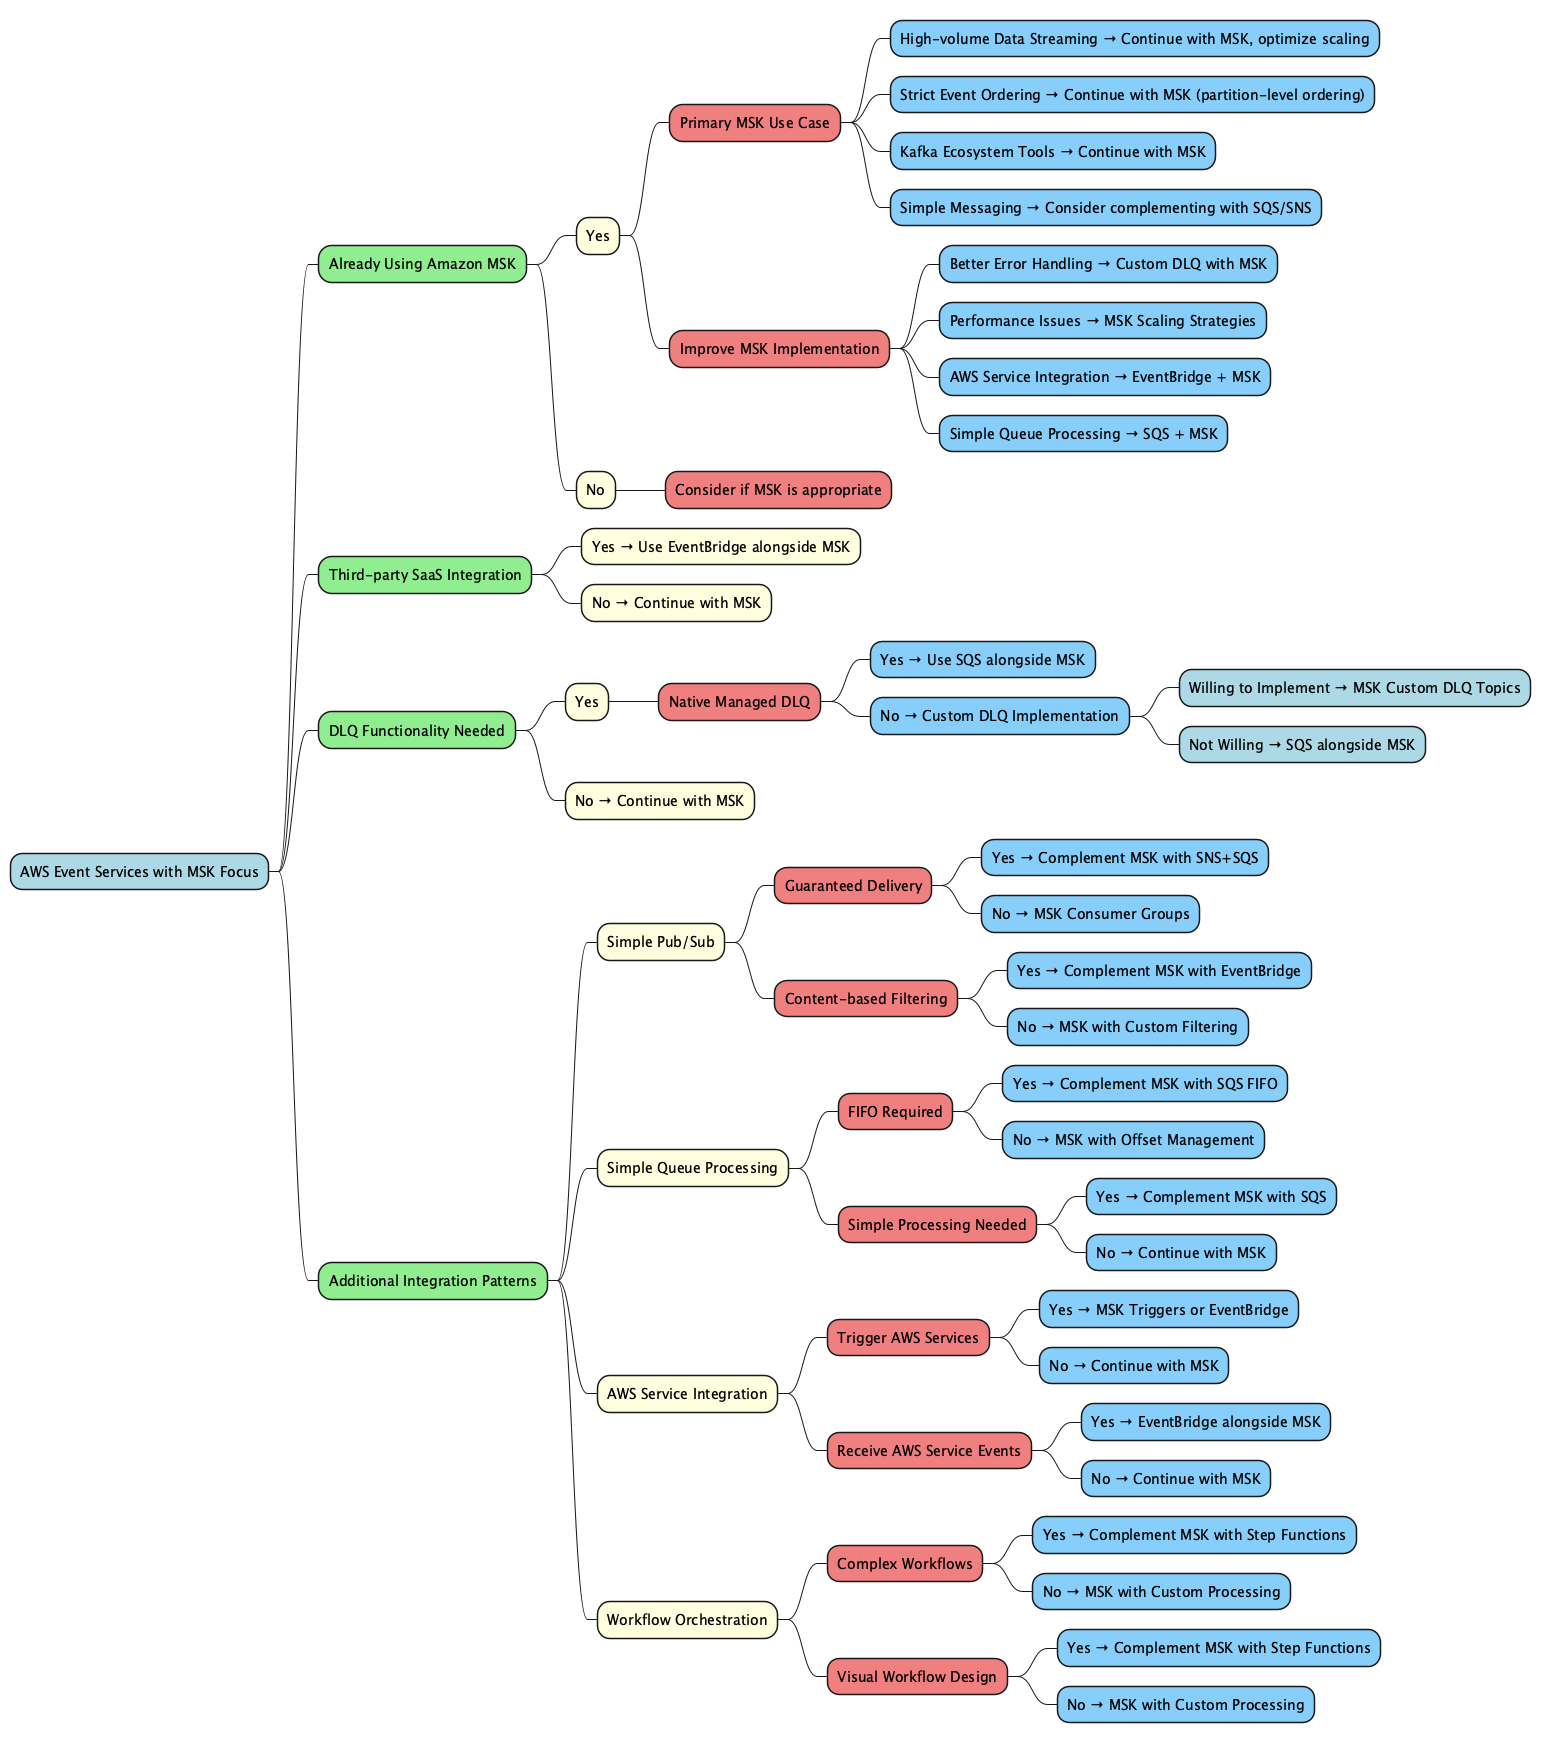 High-volume Data Streaming → Continue with MSK, optimize scaling
Strict Event Ordering → Continue with MSK (partition-level ordering)
Primary MSK Use Case
Kafka Ecosystem Tools → Continue with MSK
Simple Messaging → Consider complementing with SQS/SNS
Yes
Already Using Amazon MSK
Better Error Handling → Custom DLQ with MSK
Performance Issues → MSK Scaling Strategies
Improve MSK Implementation
AWS Service Integration → EventBridge + MSK
Simple Queue Processing → SQS + MSK
No
Consider if MSK is appropriate
Yes → Use EventBridge alongside MSK
Third-party SaaS Integration
No → Continue with MSK
Yes → Use SQS alongside MSK
Willing to Implement → MSK Custom DLQ Topics
Yes
Native Managed DLQ
No → Custom DLQ Implementation
DLQ Functionality Needed
Not Willing → SQS alongside MSK
No → Continue with MSK
AWS Event Services with MSK Focus
Yes → Complement MSK with SNS+SQS
Guaranteed Delivery
No → MSK Consumer Groups
Simple Pub/Sub
Yes → Complement MSK with EventBridge
Content-based Filtering
No → MSK with Custom Filtering
Yes → Complement MSK with SQS FIFO
FIFO Required
No → MSK with Offset Management
Simple Queue Processing
Yes → Complement MSK with SQS
Simple Processing Needed
No → Continue with MSK
Additional Integration Patterns
Yes → MSK Triggers or EventBridge
Trigger AWS Services
No → Continue with MSK
AWS Service Integration
Yes → EventBridge alongside MSK
Receive AWS Service Events
No → Continue with MSK
Yes → Complement MSK with Step Functions
Complex Workflows
No → MSK with Custom Processing
Workflow Orchestration
Yes → Complement MSK with Step Functions
Visual Workflow Design
No → MSK with Custom Processing